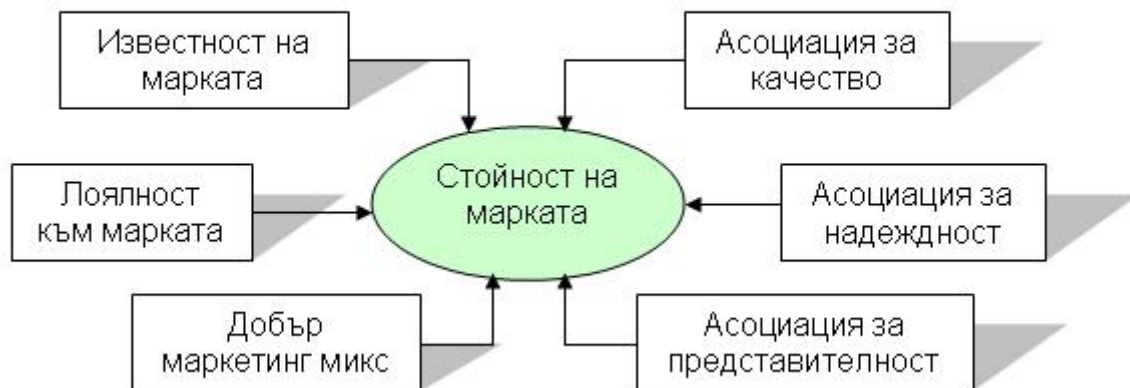 Известност на
марката
Асоциация за
качество
Стойност на
марката
Лоялност
към марката
Асоциация за
надеждност
Добър
маркетинг микс
Асоциация за
представителност